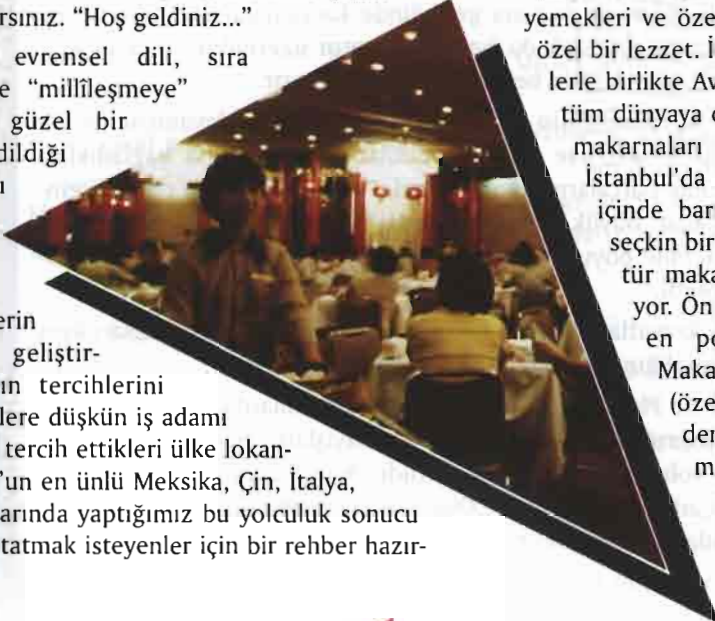 rsınız. “Hoş geldiniz...”
evrensel dili, sıra
e “millîleşmeye”
güzel bir
dildiği
ı
erin
geliştir-
ın tercihlerini
lere düşkün iş adamı
tercih ettikleri ülke lokan-
’un en ünlü Meksika, Çin, İtalya,
arında yaptığımız bu yolculuk sonucu
tatmak isteyenler için bir rehber hazır-
yemekleri ve öze
özel bir lezzet. İ
lerle birlikte Av
tüm dünyaya
makarnaları
İstanbul’da
içinde bar
seçkin bir
tür maka
yor. Ön
en po
Maka
(öze
der
m